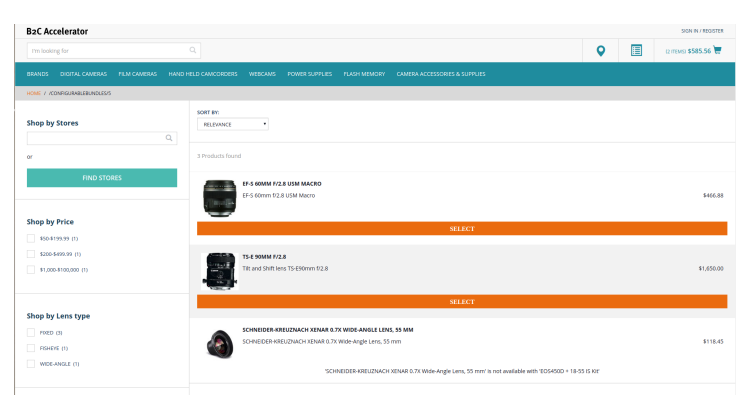 B2C Accelerator
SIGN IN / REGISTER
I'm looking for
(2 ITEMS) $585.56
BRANDS DIGITAL CAMERAS FILM CAMERAS HAND HELD CAMCORDERS WEBCAMS POWER SUPPLIES FLASH MEMORY CAMERA ACCESSORIES & SUPPLIES
HOME / /CONFIGURABLEBUNDLES/S
Shop by Stores
or
FIND STORES
Shop by Price
$50-$199.99 (1)
$200-$499.99 (1)
$1,000-$100,000 (1)
Shop by Lens type
FIXED (3)
FISHEYE (1)
WIDE-ANGLE (1)
SORT BY:
RELEVANCE
3 Products found
EF-S 60MM F/2.8 USM MACRO
EF-S 60mm f/2.8 USM Macro
$466.88
SELECT
TS-E 90MM F/2.8
Tilt and Shift lens TS-E90mm f/2.8
$1,650.00
SELECT
SCHNEIDER-KREUZNACH XENAR 0.7X WIDE-ANGLE LENS, 55 MM
SCHNEIDER-KREUZNACH XENAR 0.7X Wide-Angle Lens, 55 mm
$118.45
'SCHNEIDER-KREUZNACH XENAR 0.7X Wide-Angle Lens, 55 mm' is not available with 'EOS450D + 18-55 IS Kit'